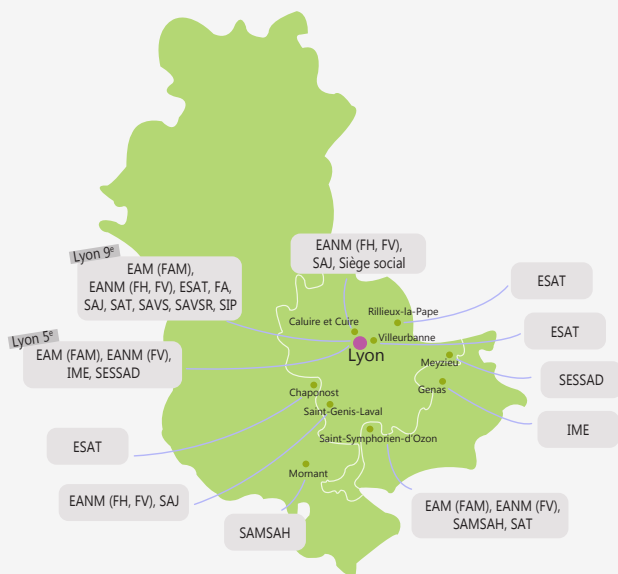 Lyon 9e
EAM (FAM),
EANM (FH, FV), ESAT, FA,
SAJ, SAT, SAVS, SAVSR, SIP
EANM (FH, FV),
SAJ, Siège social
ESAT
Rillieux-la-Pape
Caluire et Cuire
Villeurbanne
ESAT
Lyon 5e
EAM (FAM), EANM (FV),
IME, SESSAD
Lyon
Meyzieu
SESSAD
Genas
Chaponost
Saint-Genis-Laval
IME
Saint-Symphorien-d'Ozon
ESAT
Mornant
EANM (FH, FV), SAJ
EAM (FAM), EANM (FV),
SAMSAH, SAT
SAMSAH